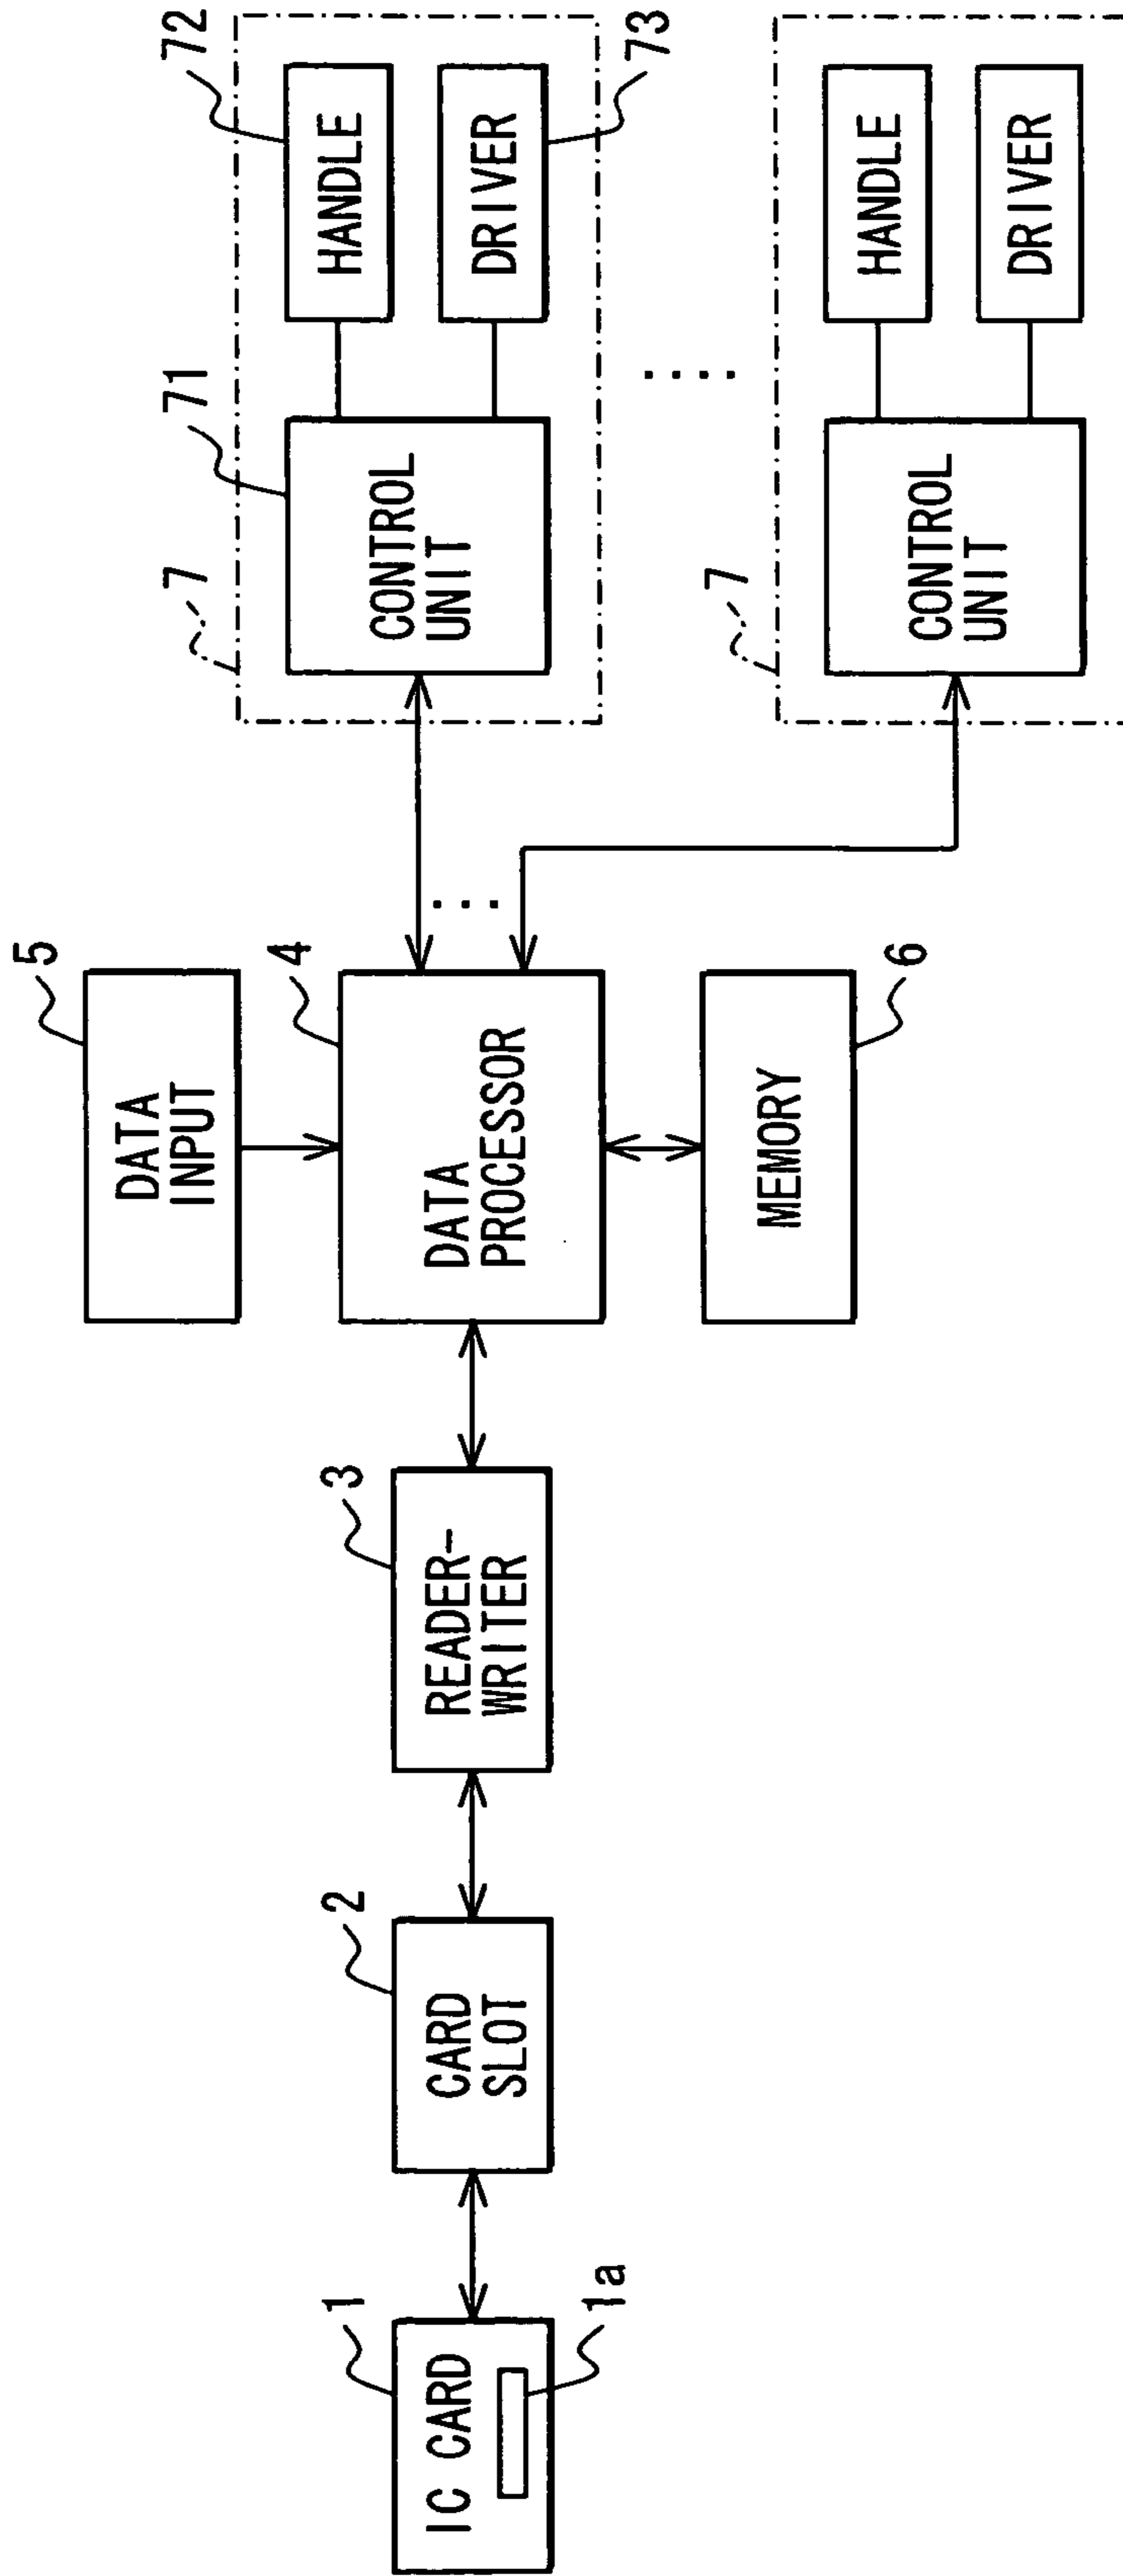 5
DATA
INPUT
7
71
72
CONTROL
UNIT
HANDLE
DRIVER
73
1
IC CARD
1a
2
CARD
SLOT
3
READER-
WRITER
4
DATA
PROCESSOR
6
MEMORY
7
CONTROL
UNIT
HANDLE
DRIVER